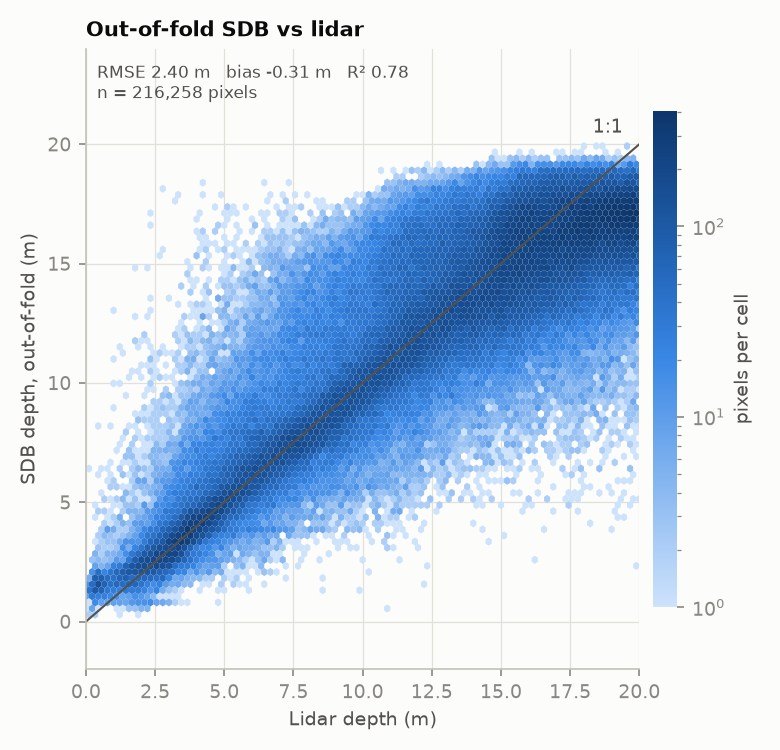 Out-of-fold SDB vs lidar
RMSE 2.40 m   bias -0.31 m   R² 0.78
n = 216,258 pixels
1:1
20
15
10
5
0
SDB depth, out-of-fold (m)
0.0 2.5 5.0 7.5 10.0 12.5 15.0 17.5 20.0
Lidar depth (m)
10²
10¹
10⁰
pixels per cell